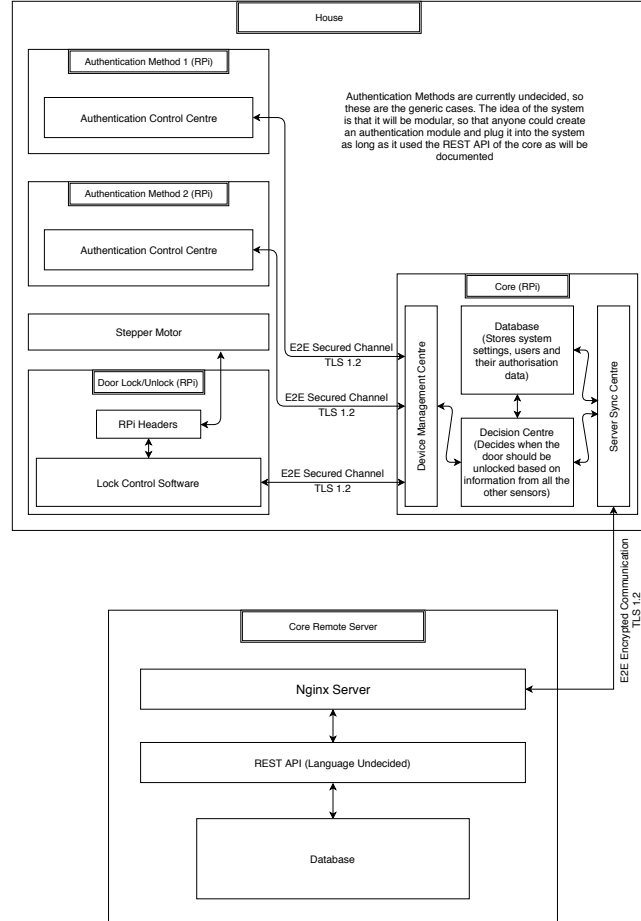 House
Authentication Method 1 (RPi)
Authentication Control Centre
Authentication Methods are currently undecided, so
these are the generic cases. The idea of the system
is that it will be modular, so that anyone could create
an authentication module and plug it into the system
as long as it used the REST API of the core as will be
documented
Authentication Method 2 (RPi)
Authentication Control Centre
Stepper Motor
Door Lock/Unlock (RPi)
RPi Headers
Lock Control Software
E2E Secured Channel
TLS 1.2
E2E Secured Channel
TLS 1.2
E2E Secured Channel
TLS 1.2
Core (RPi)
Device Management Centre
Database
(Stores system
settings, users and
their authorisation
data)
Decision Centre
(Decides when the
door should be
unlocked based on
information from all the
other sensors)
Server Sync Centre
E2E Encrypted Communication
TLS 1.2
Core Remote Server
Nginx Server
REST API (Language Undecided)
Database